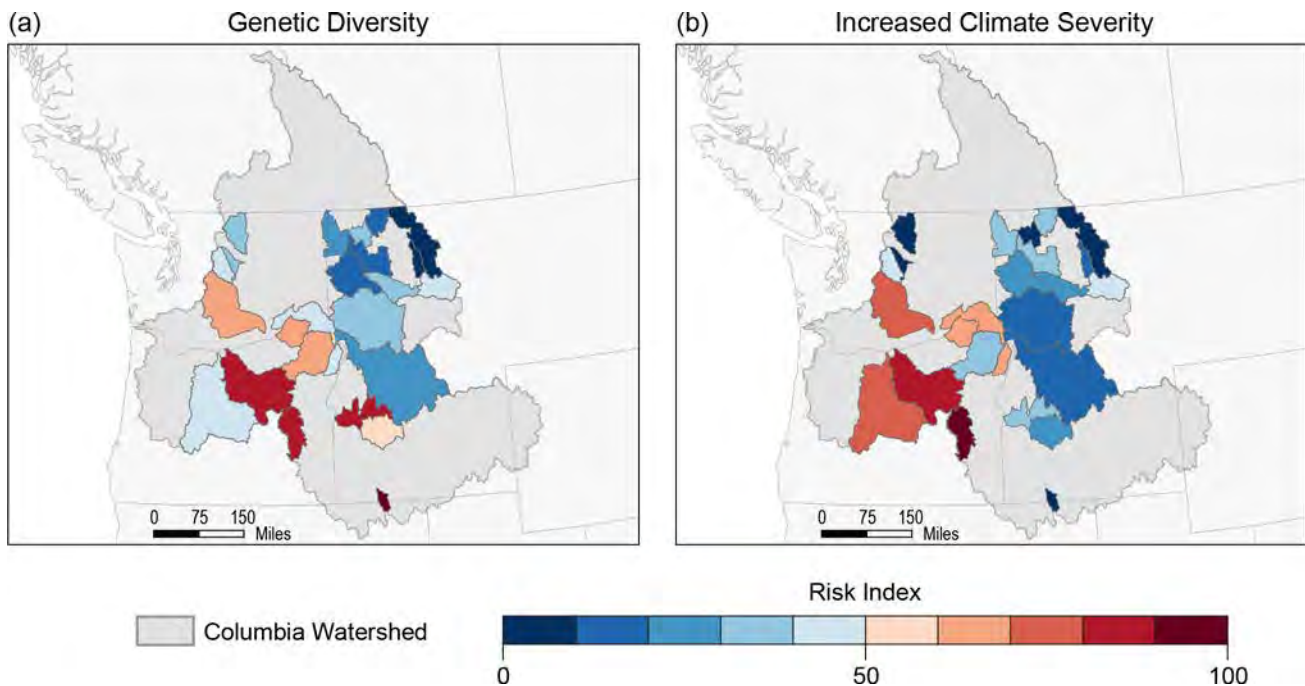 (a) Genetic Diversity
(b) Increased Climate Severity
0 75 150
Miles
0 75 150
Miles
Risk Index
Columbia Watershed
0 50 100